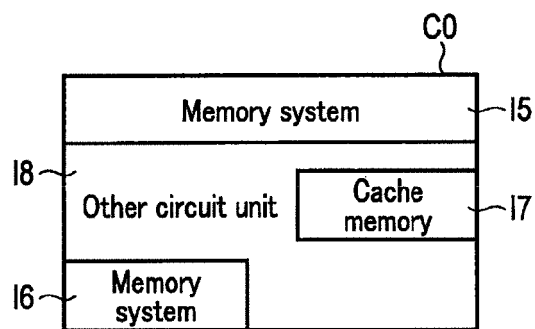 C0
Memory system
15
18
Other circuit unit
Cache
memory
17
16
Memory
system